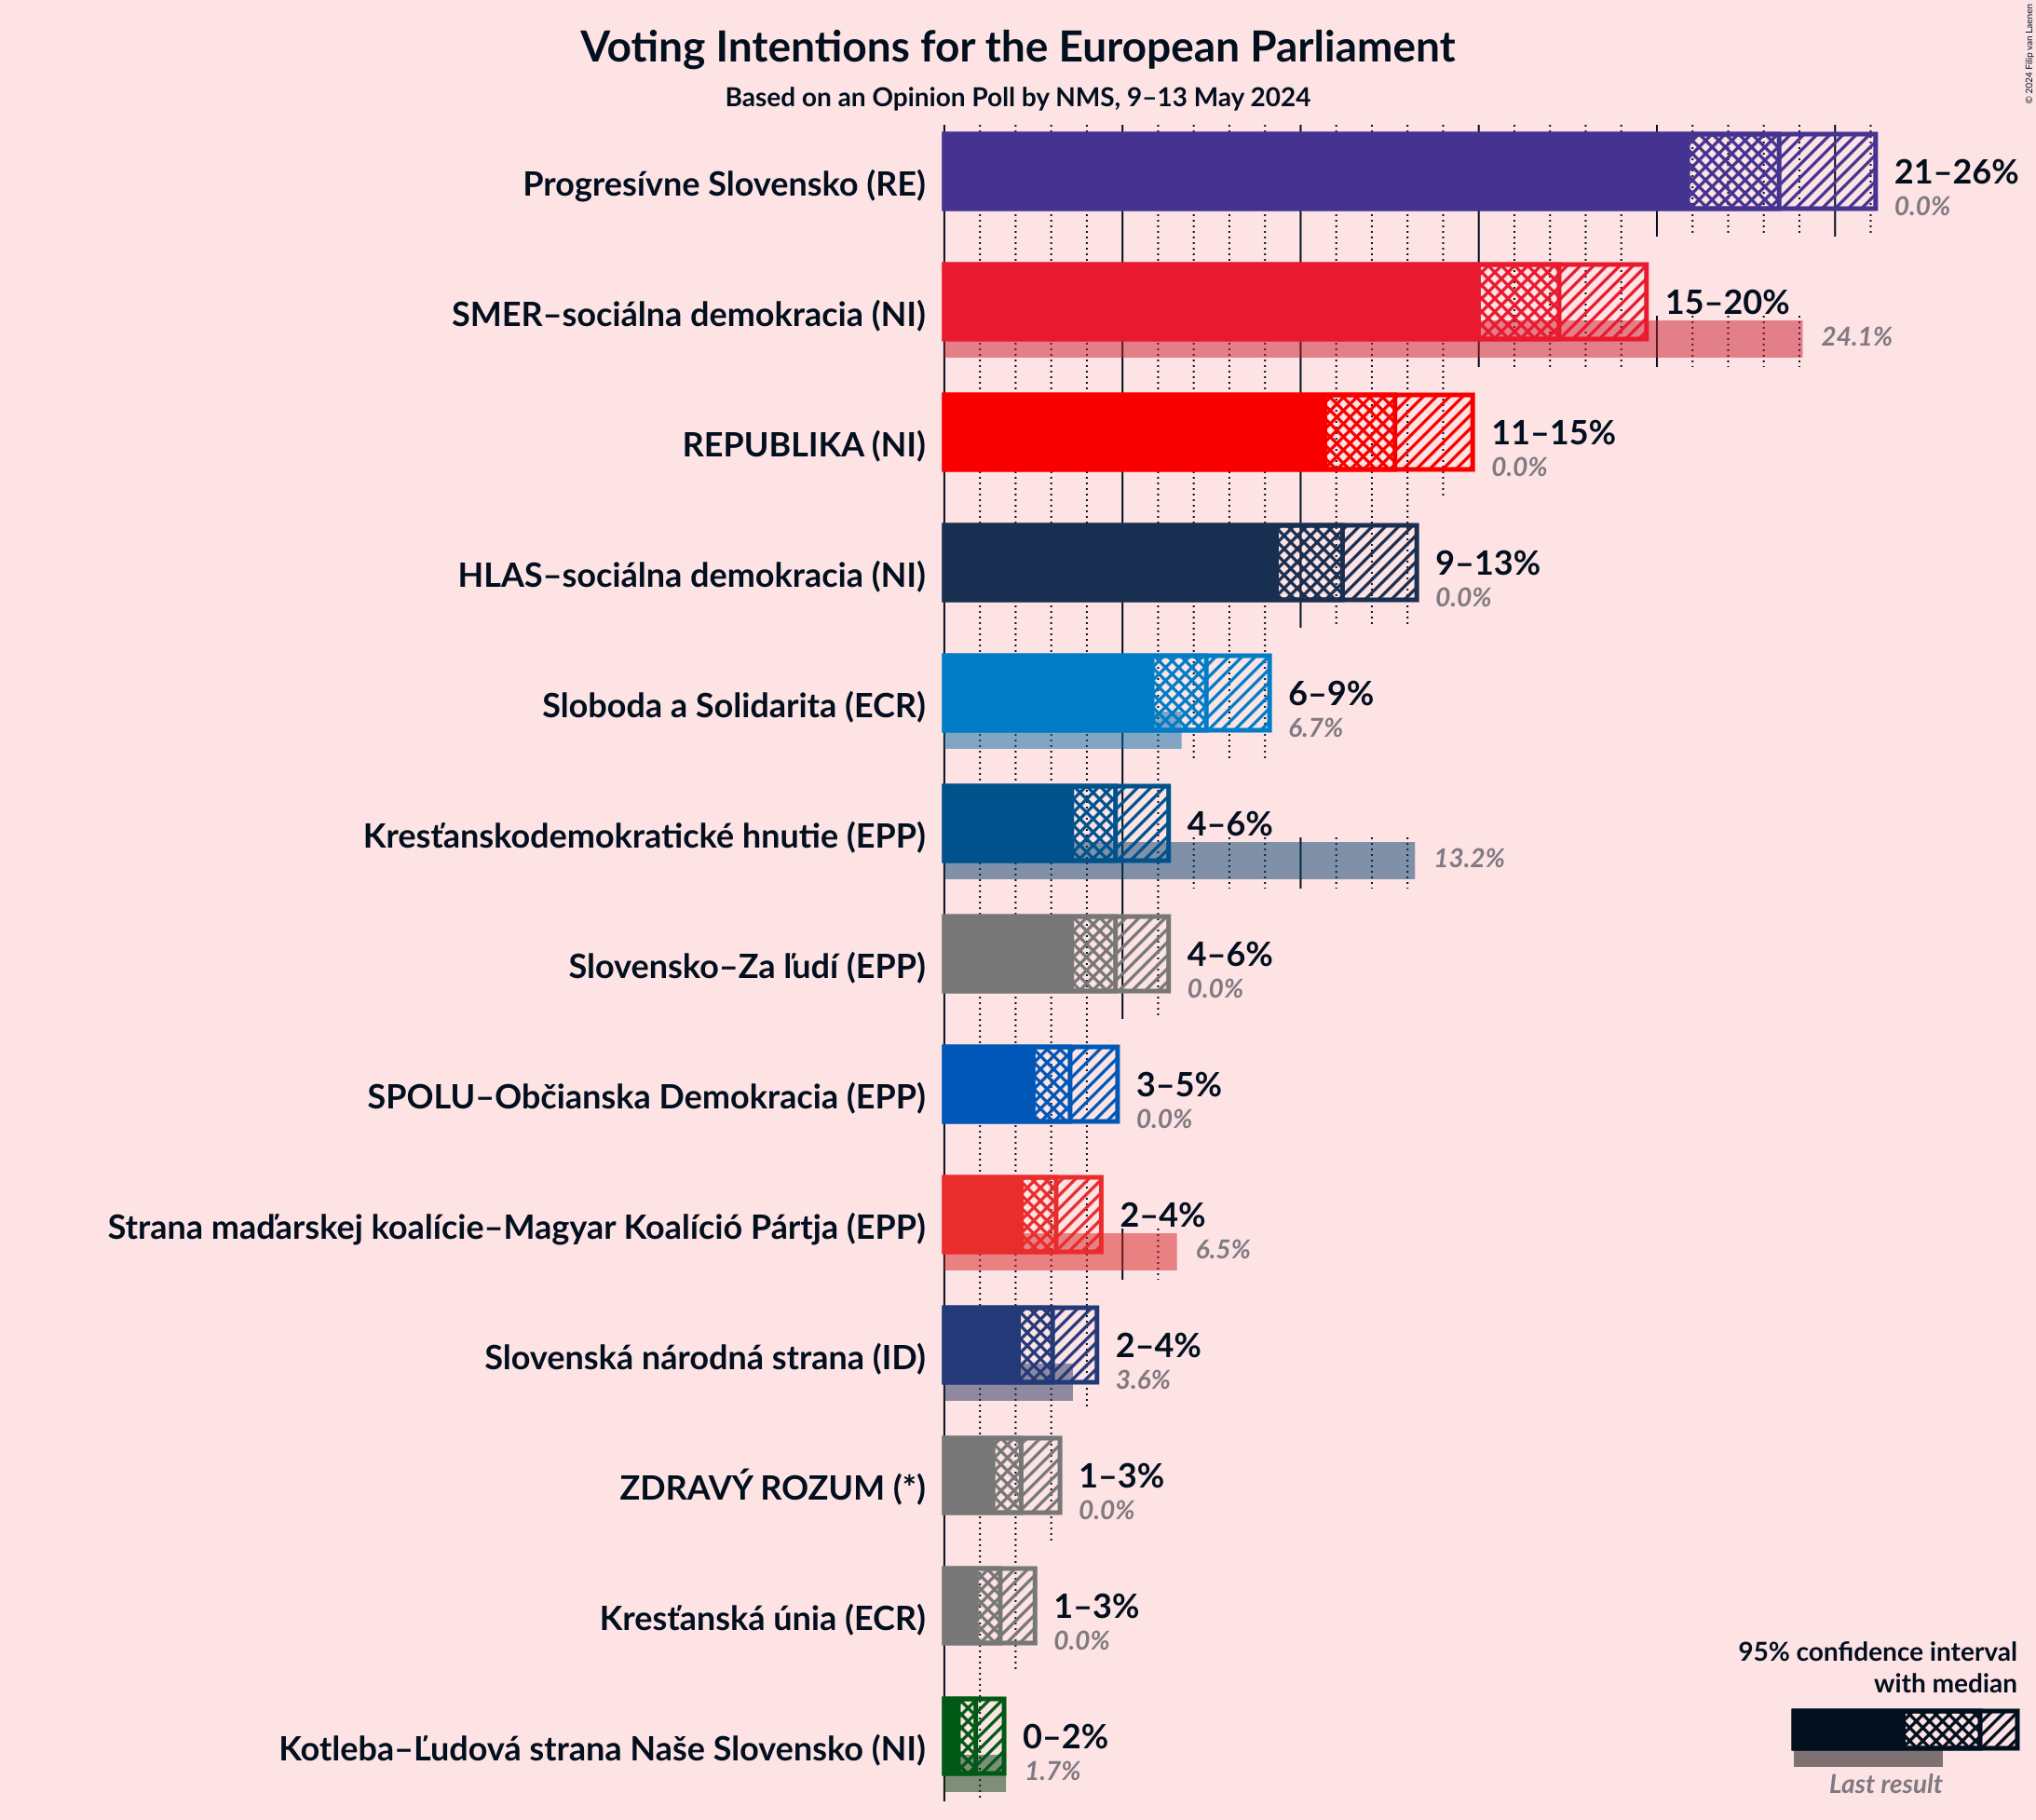 Voting Intentions for the European Parliament
Based on an Opinion Poll by NMS, 9–13 May 2024
© 2024 Filip van Laenen
Progresívne Slovensko (RE)
21–26%
0.0%
SMER–sociálna demokracia (NI)
15–20%
24.1%
REPUBLIKA (NI)
11–15%
0.0%
HLAS–sociálna demokracia (NI)
9–13%
0.0%
Sloboda a Solidarita (ECR)
6–9%
6.7%
Kresťanskodemokratické hnutie (EPP)
4–6%
13.2%
Slovensko–Za ľudí (EPP)
4–6%
0.0%
SPOLU–Občianska Demokracia (EPP)
3–5%
0.0%
Strana maďarskej koalície–Magyar Koalíció Pártja (EPP)
2–4%
6.5%
Slovenská národná strana (ID)
2–4%
3.6%
ZDRAVÝ ROZUM (*)
1–3%
0.0%
Kresťanská únia (ECR)
1–3%
0.0%
Kotleba–Ľudová strana Naše Slovensko (NI)
0–2%
1.7%
95% confidence interval
with median
Last result